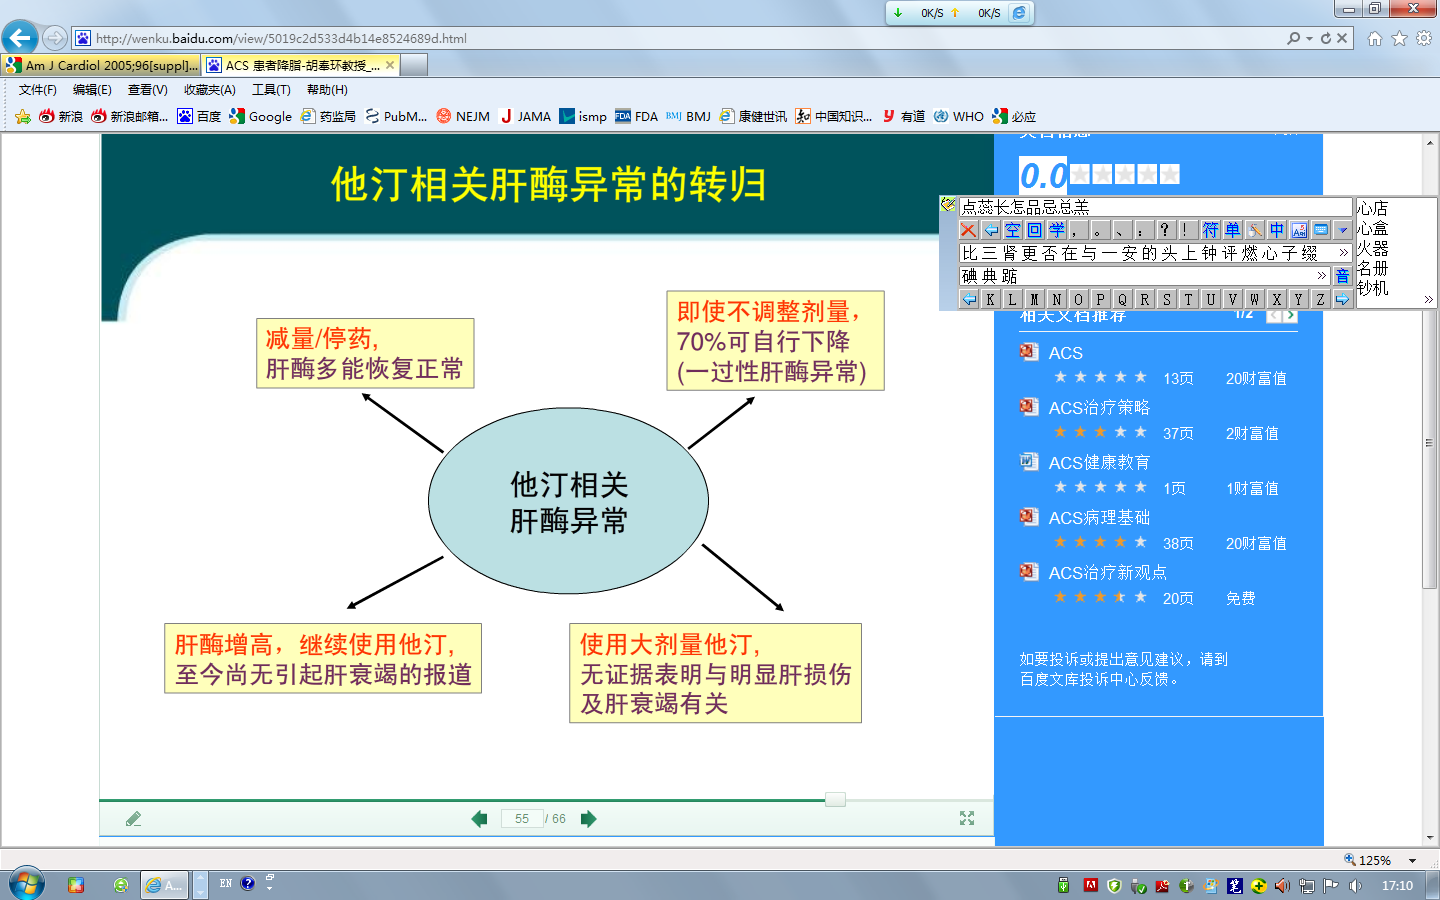 0K/S 0K/S
http://wenku.baidu.com/view/5019c2d533d4b14e8524689d.html
Am J Cardiol 2005;96[suppl]...
ACS 患者降脂-胡牽环教授_...
文件(F) 编辑(E) 查看(V) 收藏夹(A) 工具(T) 帮助(H)
新浪 新浪邮箱... 百度 Google 药监局 PubM... NEJM JAMA ismp FDA BMJ BMJ 康健世讯 中国知识... 有道 WHO 必应
他汀相关肝酶异常的转归
减量/停药,
肝酶多能恢复正常
即使不调整剂量，
70%可自行下降
(一过性肝酶异常)
他汀相关
肝酶异常
肝酶增高，继续使用他汀,
至今尚无引起肝衰竭的报道
使用大剂量他汀,
无证据表明与明显肝损伤
及肝衰竭有关
55 / 66
0.0
点蕊长怎品忌总恙
空 回 学 ， 。 、 ： ？ ！ 符 单 中
比 三 肾 更 否 在 与 一 安 的 头 上 钟 评 燃 心 子 缀 »
碘 典 踮 » 音
K L M N O P Q R S T U V W X Y Z
心店
心盒
火器
名册
钞机
»
相关文档推荐 1/2
ACS
13页 20财富值
ACS治疗策略
37页 2财富值
ACS健康教育
1页 1财富值
ACS病理基础
38页 20财富值
ACS治疗新观点
20页 免费
如要投诉或提出意见建议，请到
百度文库投诉中心反馈。
125%
A...
EN
17:10